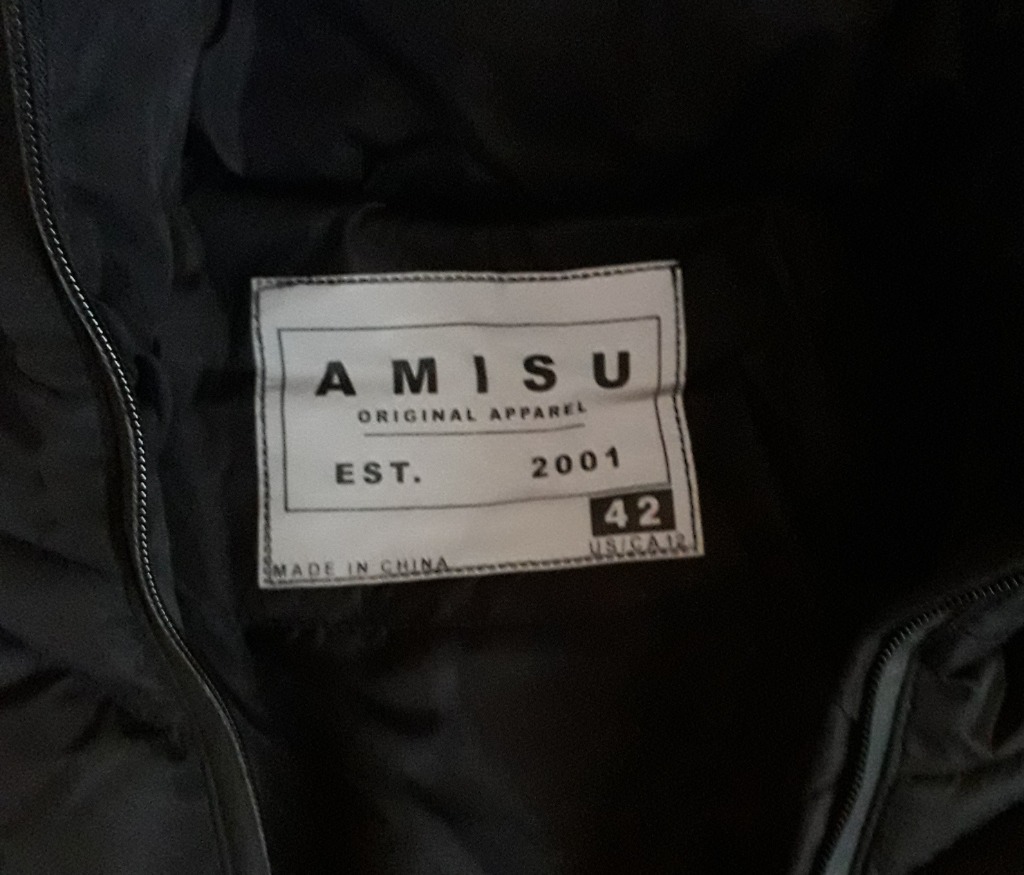 AMISU
ORIGINAL APPAREL
EST. 2001
42
US/CA 12
MADE IN CHINA